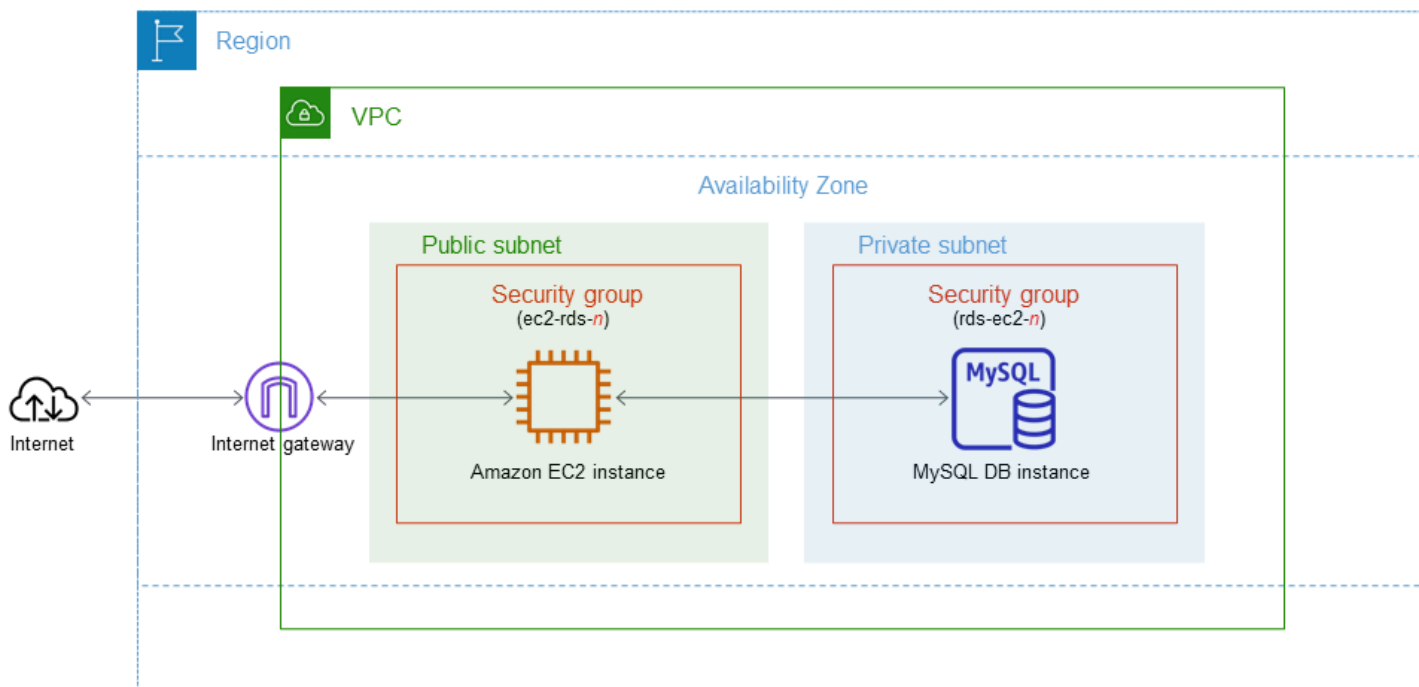 Region
VPC
Availability Zone
Public subnet
Private subnet
Security group
(ec2-rds-n)
Security group
(rds-ec2-n)
MySQL
Internet
Internet gateway
Amazon EC2 instance
MySQL DB instance